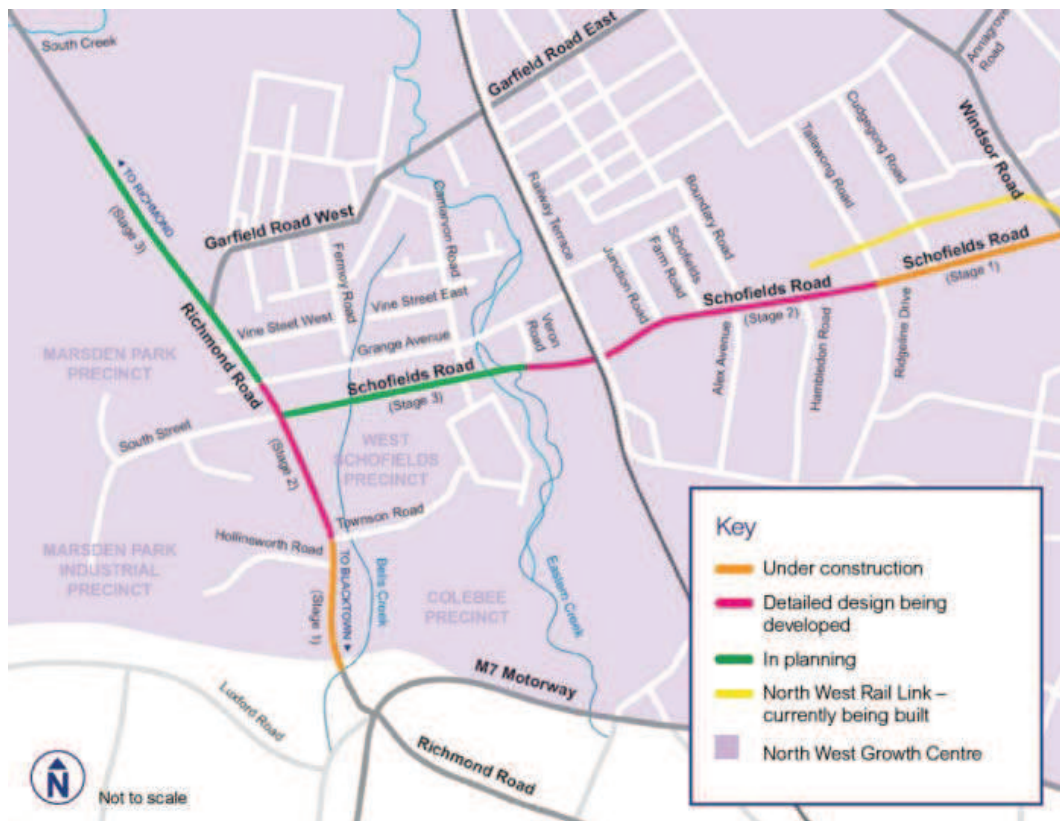 South Creek
Garfield Road East
Annagrove
Road
Windsor Road
Cudgegong Road
Tallawong Road
TO RICHMOND
(Stage 3)
Garfield Road West
Carnarvon Road
Railway Terrace
Boundary Road
Schofields
Farm Road
Junction Road
Schofields Road
(Stage 1)
Fermoy Road
Vine Street East
Vine Steet West
Grange Avenue
Veron
Road
Schofields Road
(Stage 2)
Ridgeline Drive
Hambledon Road
Alex Avenue
Richmond Road
MARSDEN PARK
PRECINCT
Schofields Road
(Stage 3)
South Street
(Stage 2)
WEST
SCHOFIELDS
PRECINCT
Townson Road
Hollinsworth Road
MARSDEN PARK
INDUSTRIAL
PRECINCT
(Stage 1)
TO BLACKTOWN
Bells Creek
COLEBEE
PRECINCT
Eastern Creek
M7 Motorway
Luxford Road
Richmond Road
N
Not to scale
Key
Under construction
Detailed design being
developed
In planning
North West Rail Link –
currently being built
North West Growth Centre